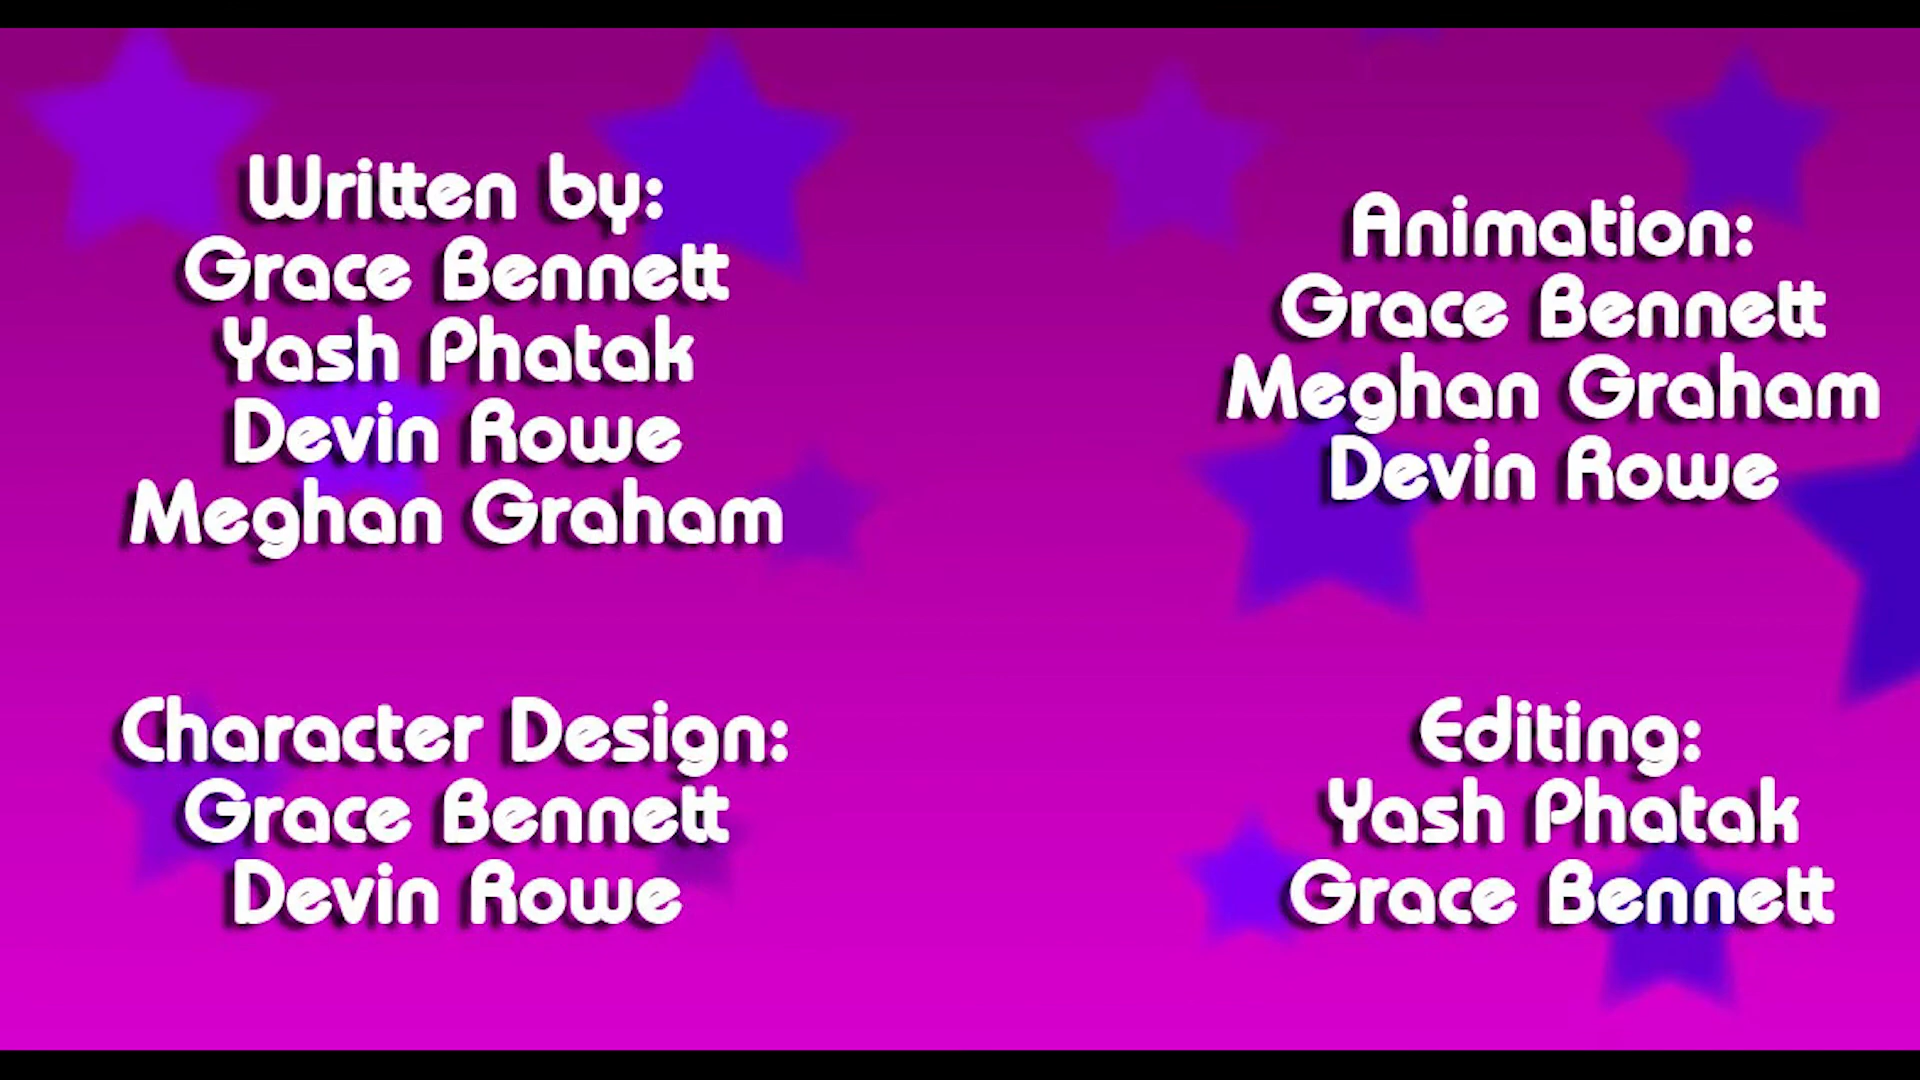 Written by:
Grace Bennett
Yash Phatak
Devin Rowe
Meghan Graham
Animation:
Grace Bennett
Meghan Graham
Devin Rowe
Character Design:
Grace Bennett
Devin Rowe
Editing:
Yash Phatak
Grace Bennett